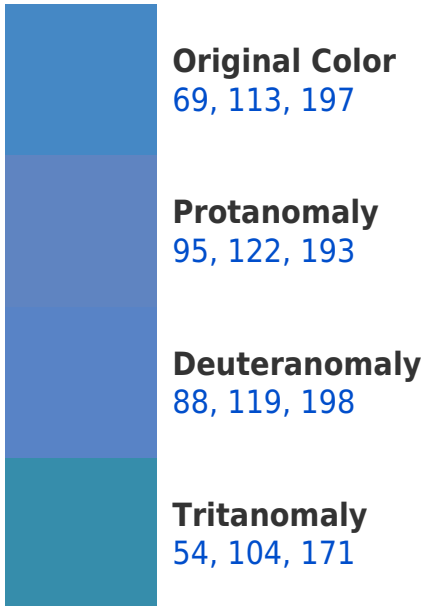 Original Color
69, 113, 197
Protanomaly
95, 122, 193
Deuteranomaly
88, 119, 198
Tritanomaly
54, 104, 171